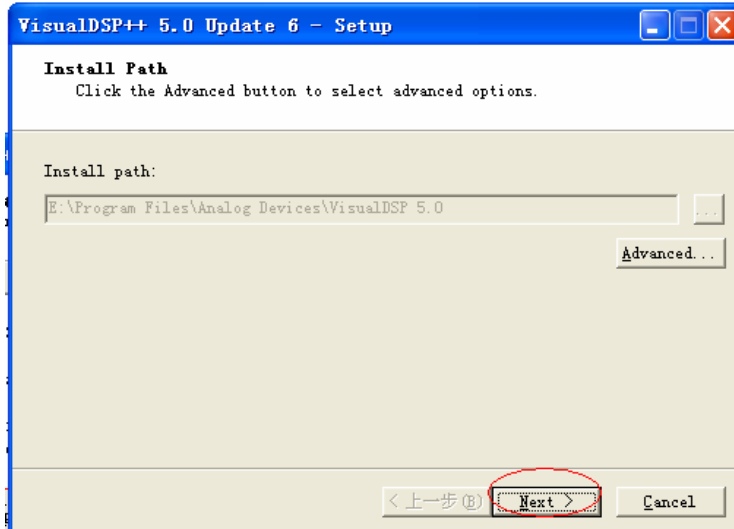 VisualDSP++ 5.0 Update 6 - Setup
Install Path
Click the Advanced button to select advanced options.
Install path:
E:\Program Files\Analog Devices\VisualDSP 5.0
...
Advanced...
< 上一步(B)
Next >
Cancel